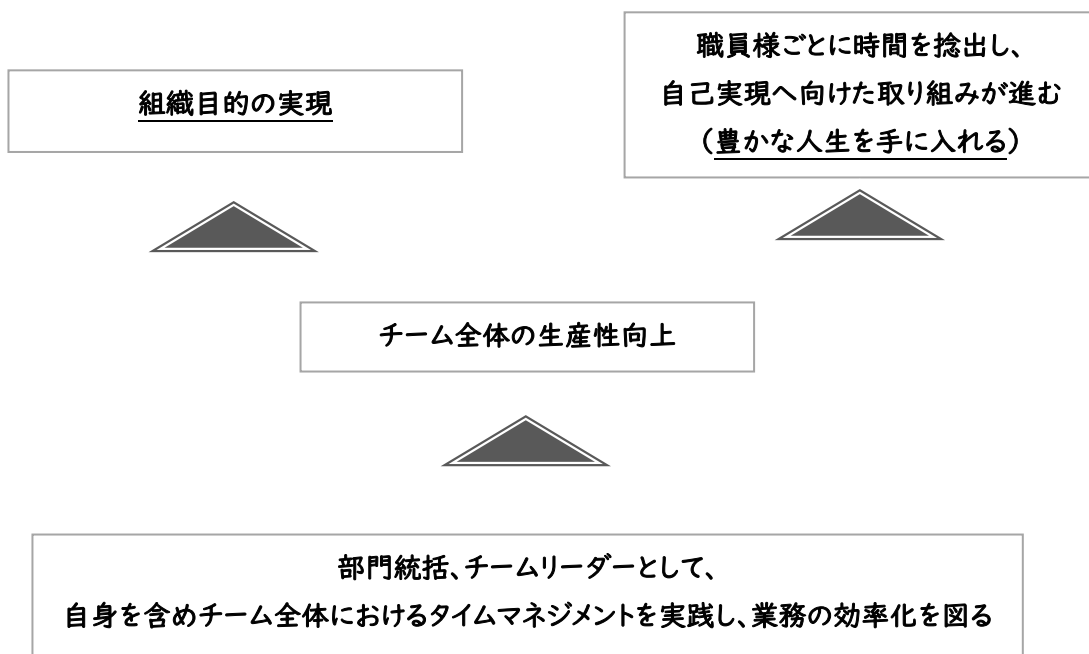 組織目的の実現
職員様ごとに時間を捻出し、
自己実現へ向けた取り組みが進む
（豊かな人生を手に入れる）
チーム全体の生産性向上
部門統括、チームリーダーとして、
自身を含めチーム全体におけるタイムマネジメントを実践し、業務の効率化を図る